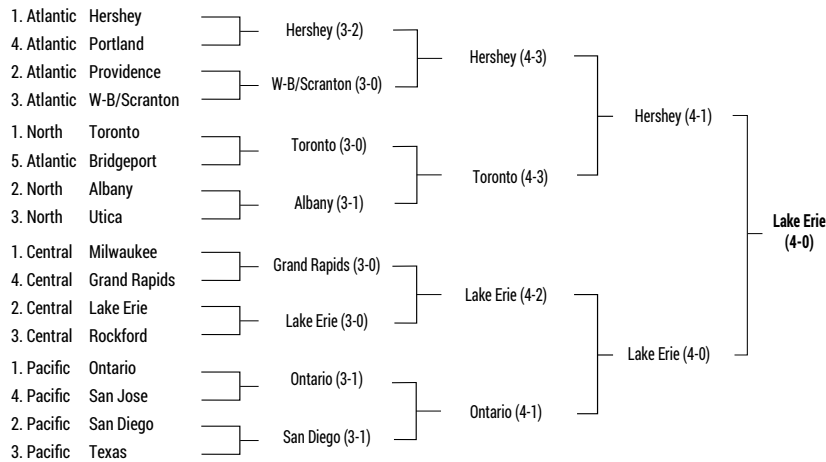 1. Atlantic Hershey
4. Atlantic Portland
2. Atlantic Providence
3. Atlantic W-B/Scranton
1. North Toronto
5. Atlantic Bridgeport
2. North Albany
3. North Utica
1. Central Milwaukee
4. Central Grand Rapids
2. Central Lake Erie
3. Central Rockford
1. Pacific Ontario
4. Pacific San Jose
2. Pacific San Diego
3. Pacific Texas
Hershey (3-2)
W-B/Scranton (3-0)
Toronto (3-0)
Albany (3-1)
Grand Rapids (3-0)
Lake Erie (3-0)
Ontario (3-1)
San Diego (3-1)
Hershey (4-3)
Toronto (4-3)
Lake Erie (4-2)
Ontario (4-1)
Hershey (4-1)
Lake Erie (4-0)
Lake Erie
(4-0)